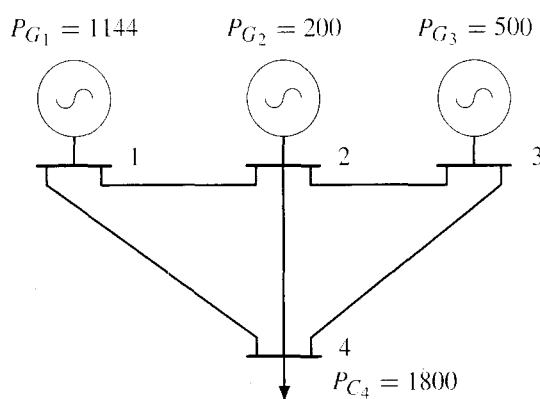 P_{G_1} = 1144
P_{G_2} = 200
P_{G_3} = 500
1
2
3
4
P_{C_4} = 1800